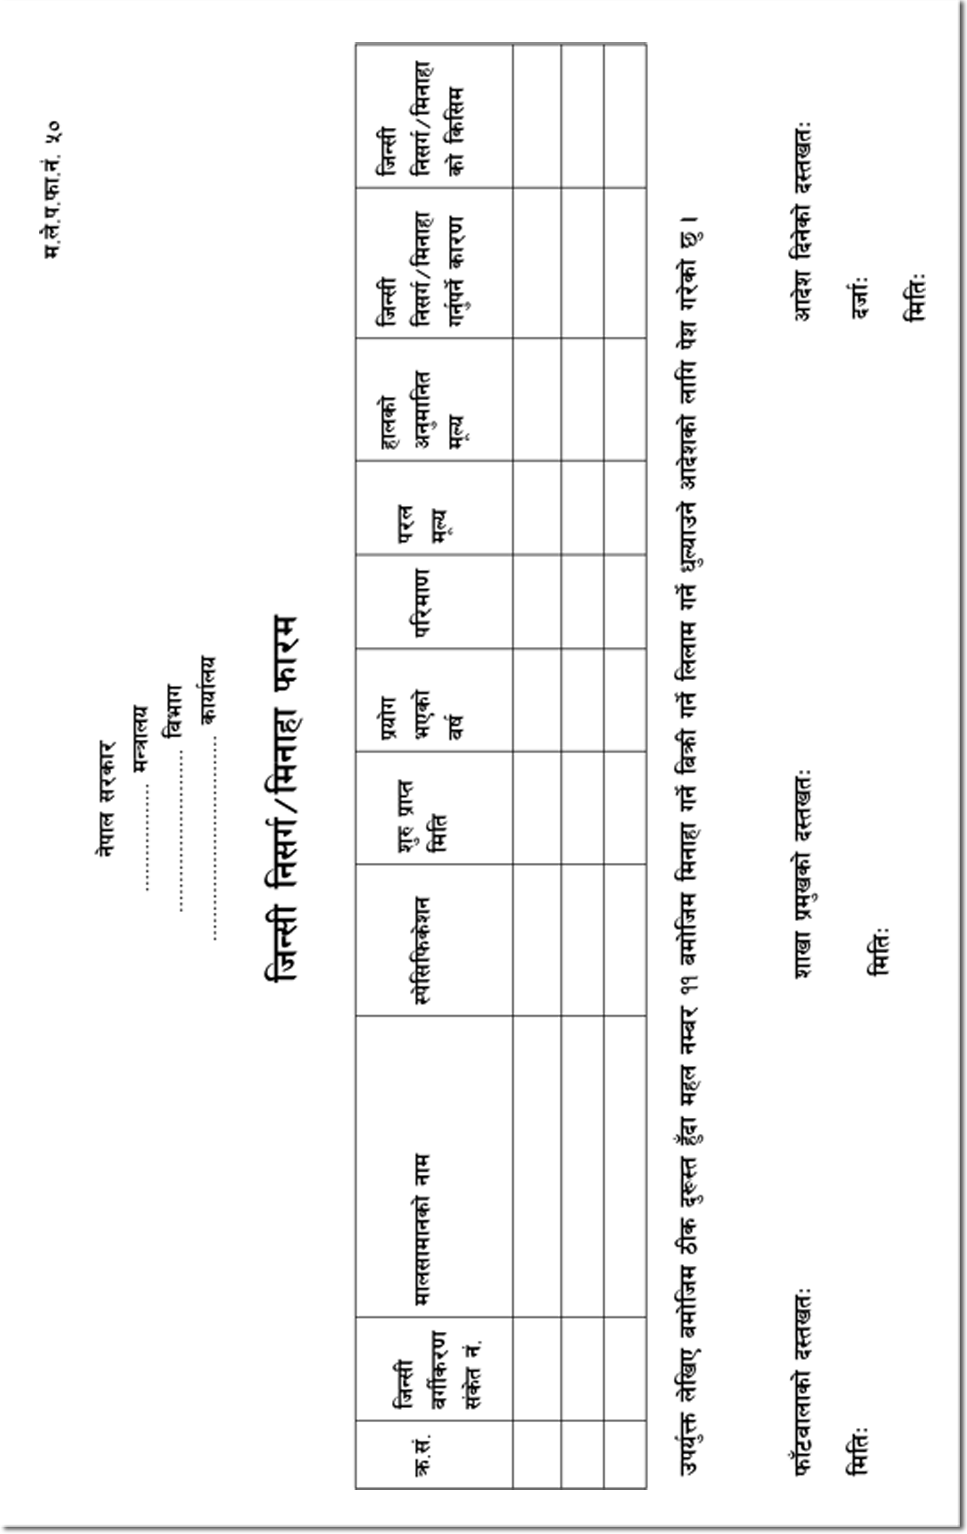 म.ले.प.फा.नं. ५०
नेपाल सरकार
.............. मन्त्रालय
........................... विभाग
.................................. कार्यालय
जिन्सी निसर्ग/मिनाहा फारम
क्र.सं.
जिन्सी
वर्गीकरण
संकेत नं.
मालसामानको नाम
स्पेसिफिकेशन
शुरु प्राप्त
मिति
प्रयोग
भएको
वर्ष
परिमाण
परल
मूल्य
हालको
अनुमानित
मूल्य
जिन्सी
निसर्ग/मिनाहा
गर्नुपर्ने कारण
जिन्सी
निसर्ग/मिनाहा
को किसिम
उपर्युक्त लेखिए बमोजिम ठीक दुरूस्त हुँदा महल नम्बर ११ बमोजिम मिनाहा गर्ने बिक्री गर्ने लिलाम गर्ने धुल्याउने आदेशको लागि पेश गरेको छु ।
फाँटवालाको दस्तखत:
मिति:
शाखा प्रमुखको दस्तखत:
मिति:
आदेश दिनेको दस्तखत:
दर्जा:
मिति: